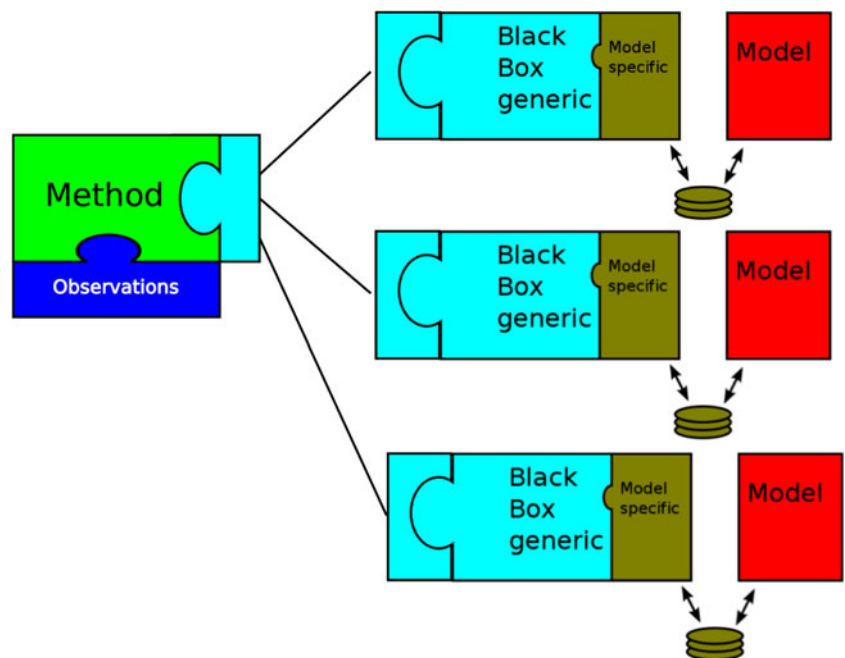 Method
Observations
Black
Box
generic
Model
specific
Model
Black
Box
generic
Model
specific
Model
Black
Box
generic
Model
specific
Model